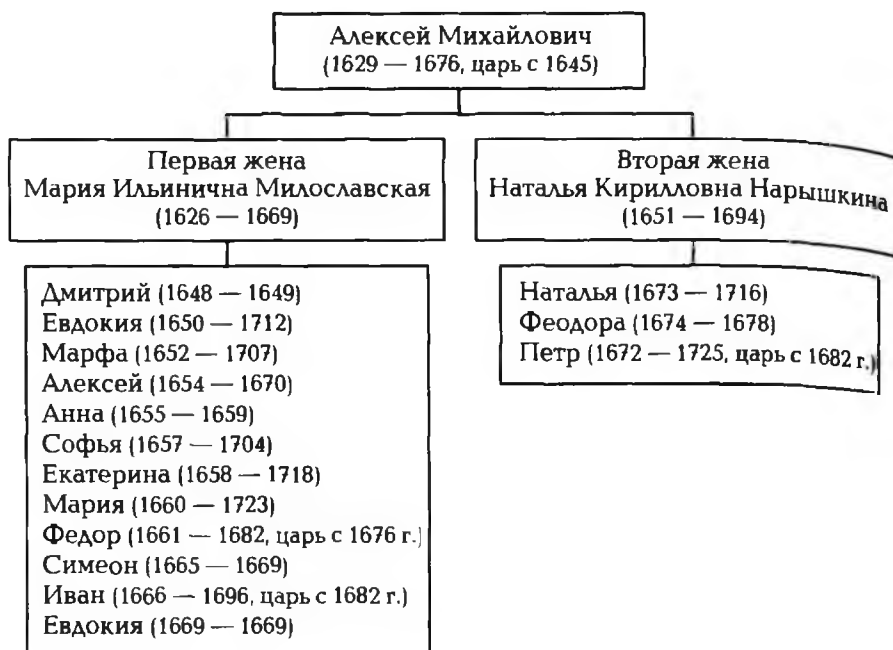 Алексей Михайлович
(1629 — 1676, царь с 1645)
Первая жена
Мария Ильинична Милославская
(1626 — 1669)
Вторая жена
Наталья Кирилловна Нарышкина
(1651 — 1694)
Дмитрий (1648 — 1649)
Евдокия (1650 — 1712)
Марфа (1652 — 1707)
Алексей (1654 — 1670)
Анна (1655 — 1659)
Софья (1657 — 1704)
Екатерина (1658 — 1718)
Мария (1660 — 1723)
Федор (1661 — 1682, царь с 1676 г.)
Симеон (1665 — 1669)
Иван (1666 — 1696, царь с 1682 г.)
Евдокия (1669 — 1669)
Наталья (1673 — 1716)
Феодора (1674 — 1678)
Петр (1672 — 1725, царь с 1682 г.)